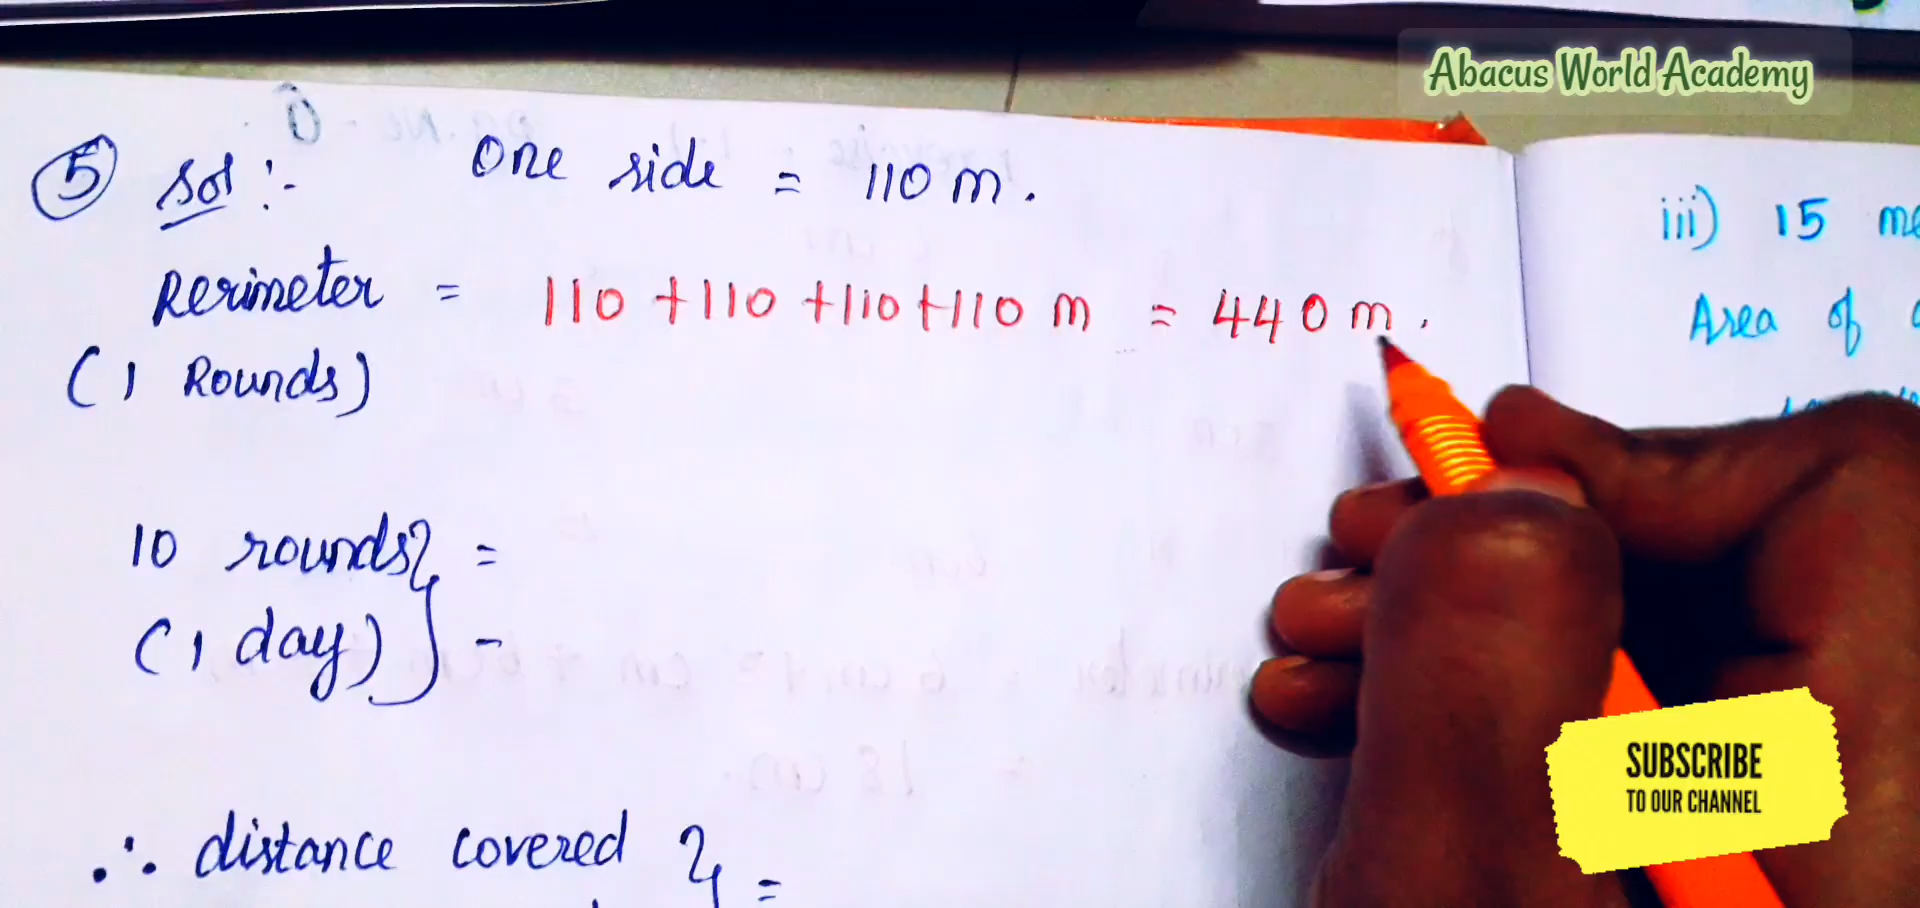 Abacus World Academy
5 Sol :- One side = 110 m.
Perimeter = 110 + 110 + 110 + 110 m = 440 m.
(1 Rounds)
10 rounds} =
(1 day) } -
∴ distance covered } =
iii) 15
Area of
SUBSCRIBE
TO OUR CHANNEL